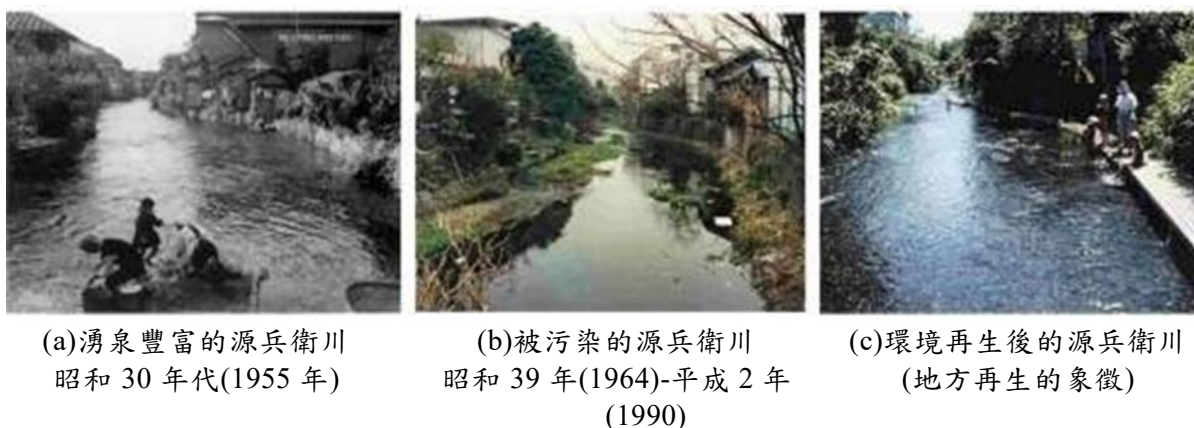 (a)湧泉豐富的源兵衛川
昭和 30 年代(1955 年)
(b)被污染的源兵衛川
昭和 39 年(1964)-平成 2 年
(1990)
(c)環境再生後的源兵衛川
(地方再生的象徵)